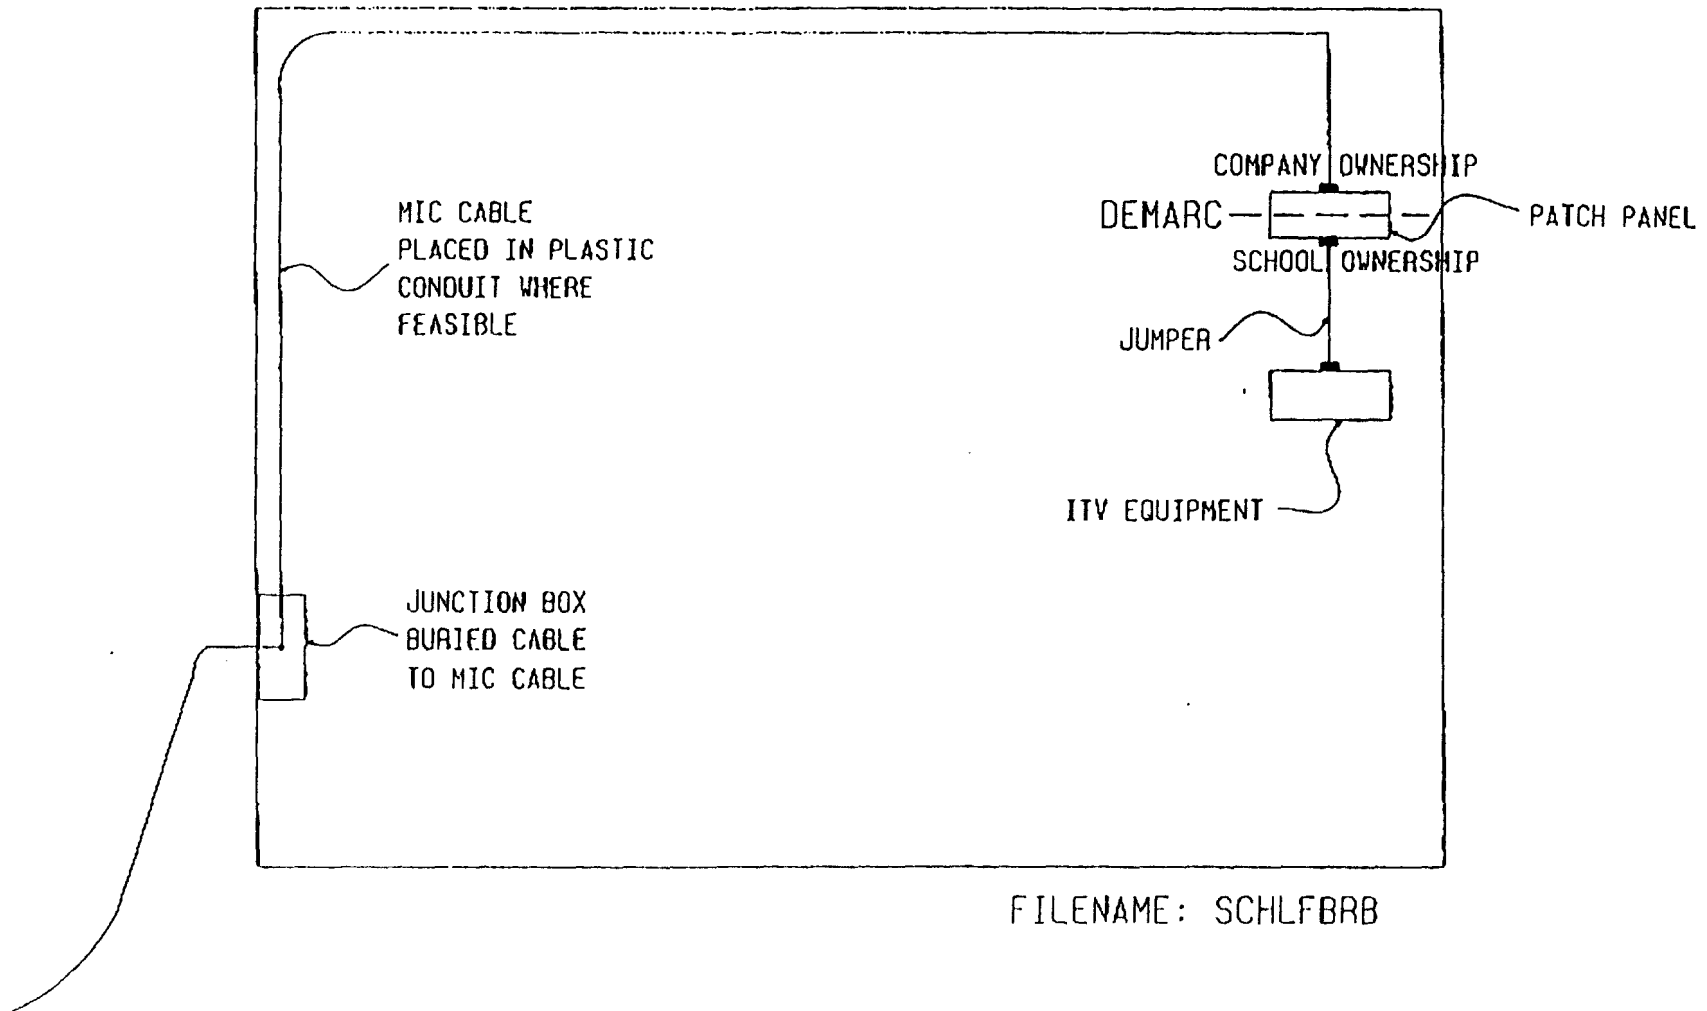 COMPANY OWNERSHIP
DEMARC
PATCH PANEL
SCHOOL OWNERSHIP
MIC CABLE
PLACED IN PLASTIC
CONDUIT WHERE
FEASIBLE
JUMPER
ITV EQUIPMENT
JUNCTION BOX
BURIED CABLE
TO MIC CABLE
FILENAME: SCHLFBRB